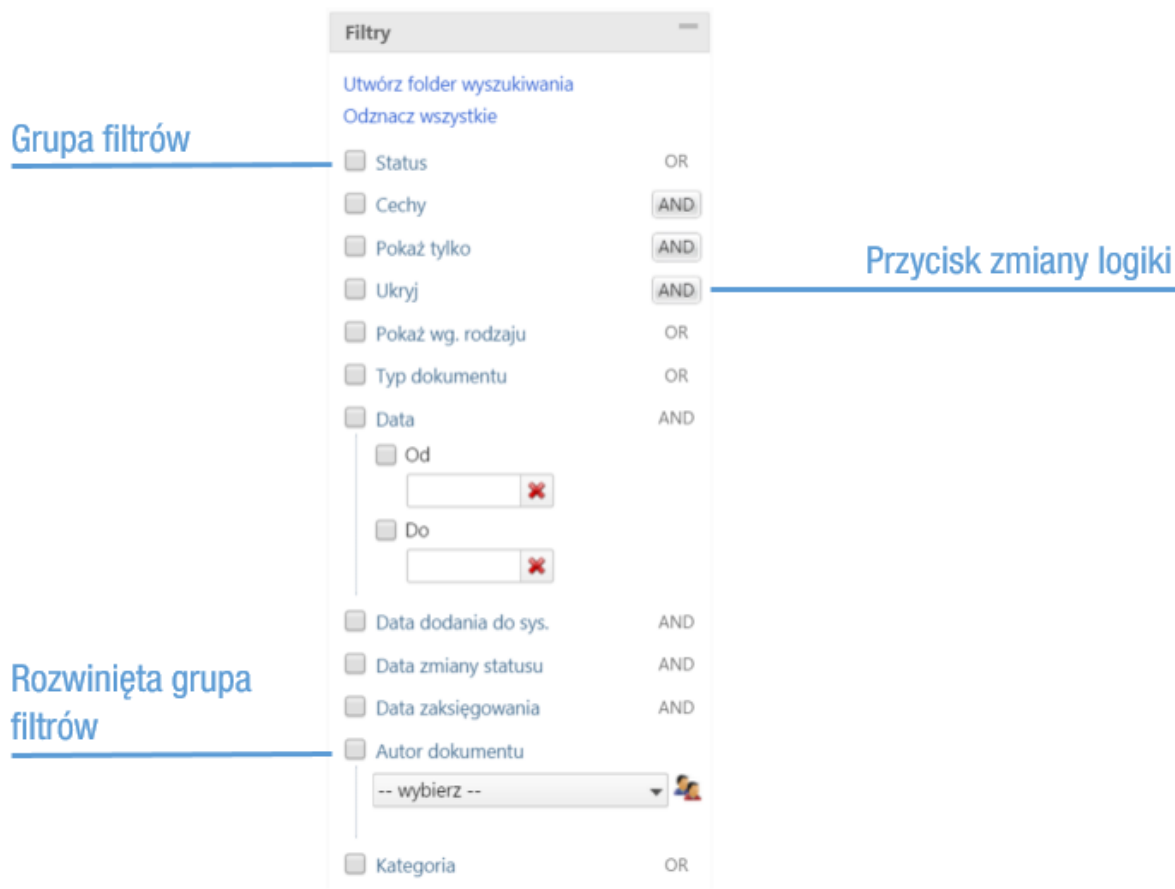 Filtry
Utwórz folder wyszukiwania
Odznacz wszystkie
Grupa filtrów
Status OR
Cechy AND
Pokaż tylko AND
Przycisk zmiany logiki
Ukryj AND
Pokaż wg. rodzaju OR
Typ dokumentu OR
Data AND
Od
Do
Data dodania do sys. AND
Rozwinięta grupa
filtrów
Data zmiany statusu AND
Data zaksięgowania AND
Autor dokumentu
-- wybierz --
Kategoria OR